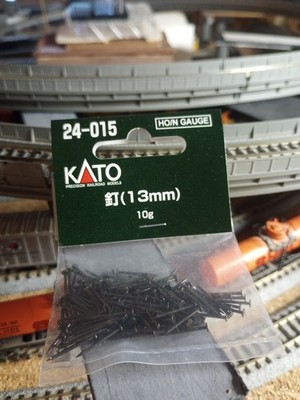 24-015
HO/N GAUGE
KATO
PRECISION RAILROAD MODELS
釘(13mm)
10g